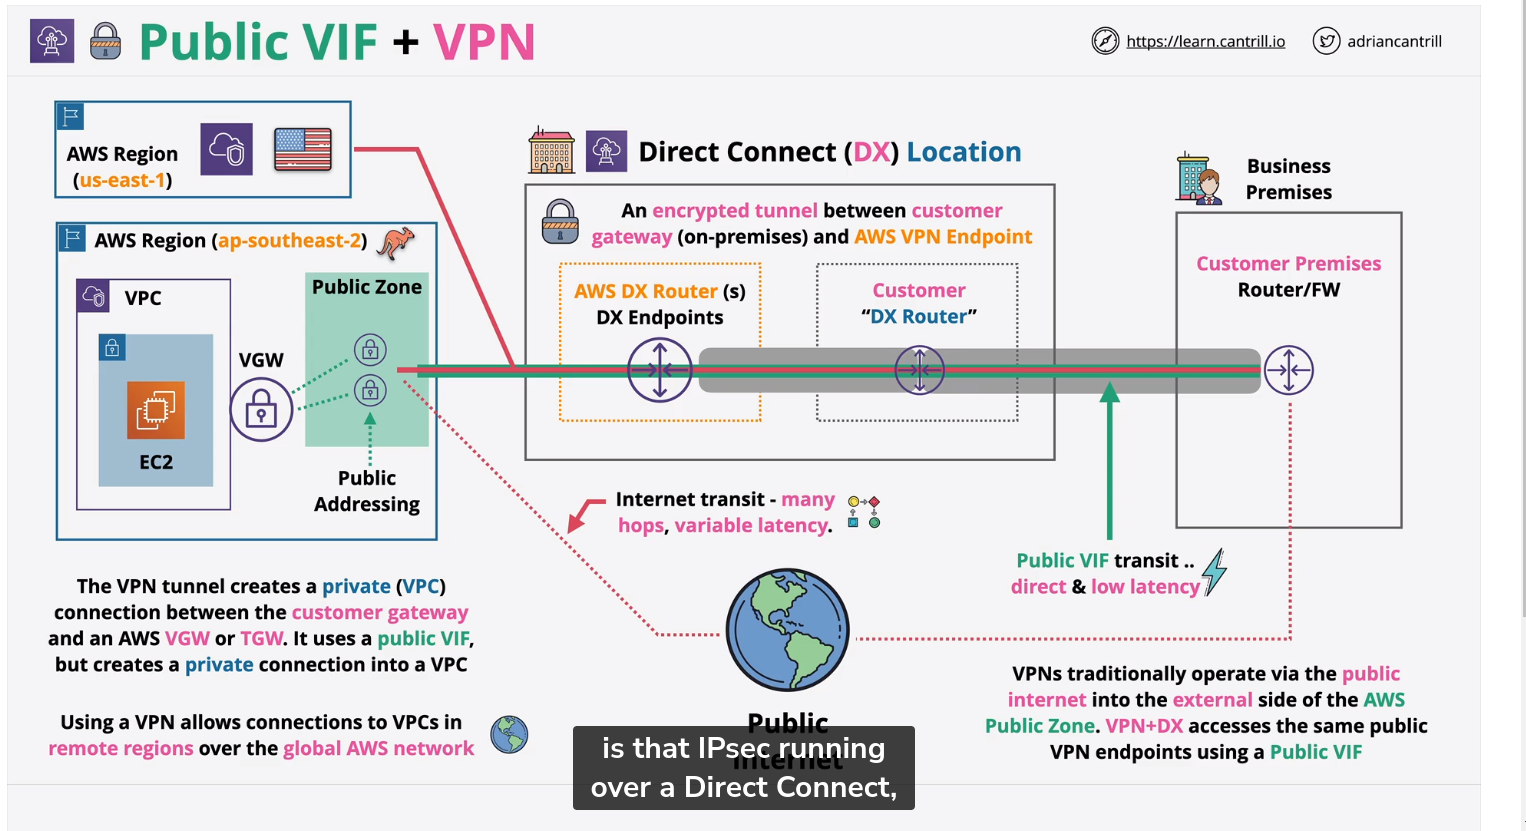 Public VIF + VPN
https://learn.cantrill.io
adriancantrill
AWS Region
(us-east-1)
AWS Region (ap-southeast-2)
VPC
EC2
VGW
Public Zone
Public
Addressing
Direct Connect (DX) Location
An encrypted tunnel between customer
gateway (on-premises) and AWS VPN Endpoint
AWS DX Router (s)
DX Endpoints
Customer
“DX Router”
Business
Premises
Customer Premises
Router/FW
Internet transit - many
hops, variable latency.
Public VIF transit ..
direct & low latency
The VPN tunnel creates a private (VPC)
connection between the customer gateway
and an AWS VGW or TGW. It uses a public VIF,
but creates a private connection into a VPC
Using a VPN allows connections to VPCs in
remote regions over the global AWS network
Public
Internet
VPNs traditionally operate via the public
internet into the external side of the AWS
Public Zone. VPN+DX accesses the same public
VPN endpoints using a Public VIF
is that IPsec running
over a Direct Connect,